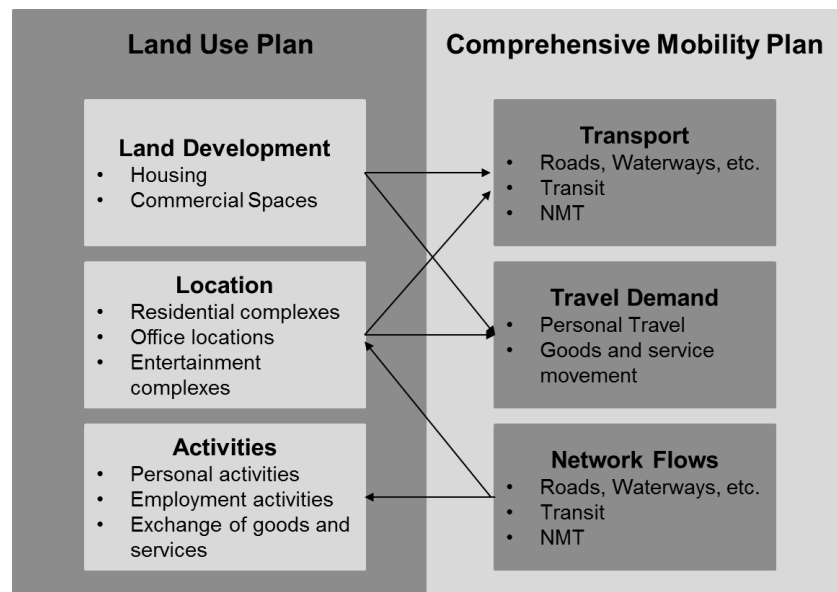 Land Use Plan
Land Development
• Housing
• Commercial Spaces
Location
• Residential complexes
• Office locations
• Entertainment
complexes
Activities
• Personal activities
• Employment activities
• Exchange of goods and
services
Comprehensive Mobility Plan
Transport
• Roads, Waterways, etc.
• Transit
• NMT
Travel Demand
• Personal Travel
• Goods and service
movement
Network Flows
• Roads, Waterways, etc.
• Transit
• NMT